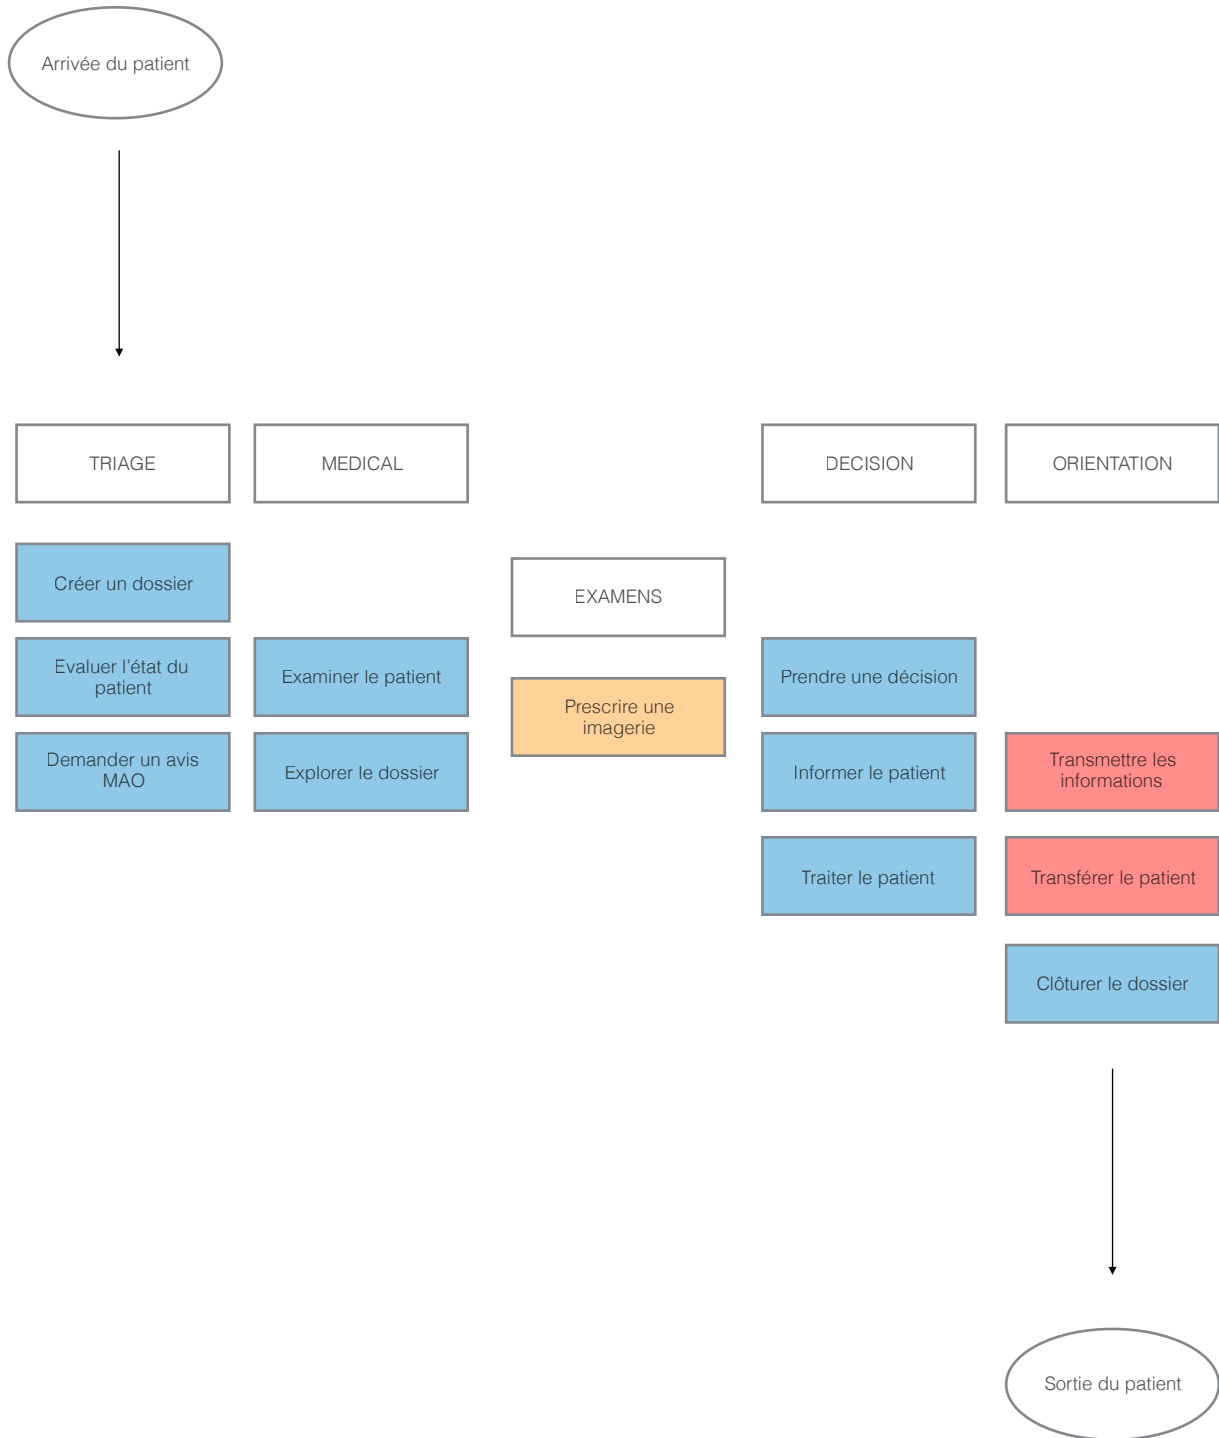 Arrivée du patient
TRIAGE
MEDICAL
DECISION
ORIENTATION
Créer un dossier
EXAMENS
Evaluer l’état du
patient
Examiner le patient
Prendre une décision
Prescrire une
imagerie
Demander un avis
MAO
Explorer le dossier
Informer le patient
Transmettre les
informations
Traiter le patient
Transférer le patient
Clôturer le dossier
Sortie du patient